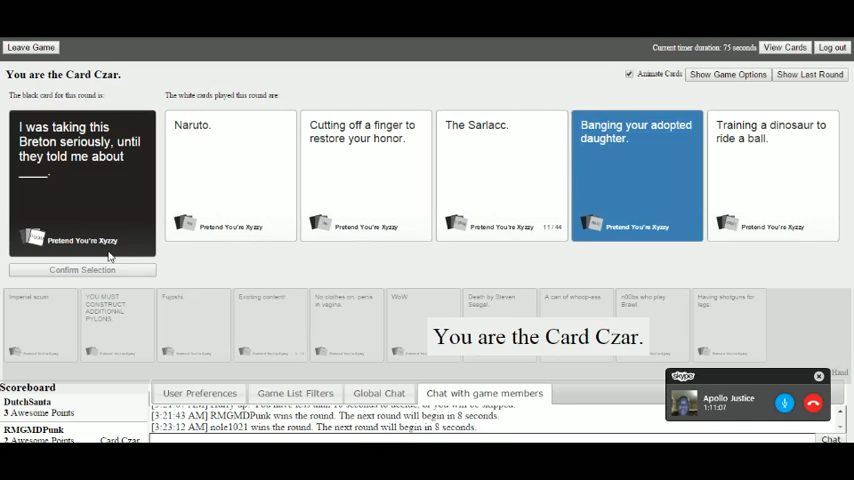 Leave Game
Current timer duration: 75 seconds
View Cards
Log out
You are the Card Czar.
Animate Cards
Show Game Options
Show Last Round
The black card for this round is:
The white cards played this round are:
I was taking this
Breton seriously, until
they told me about
_____.
Pretend You're Xyzzy
Naruto.
Pretend You're Xyzzy
Cutting off a finger to
restore your honor.
Pretend You're Xyzzy
The Sarlacc.
Pretend You're Xyzzy
11 / 44
Banging your adopted
daughter.
Pretend You're Xyzzy
Training a dinosaur to
ride a ball.
Pretend You're Xyzzy
Confirm Selection
Imperial scum
YOU MUST
CONSTRUCT
ADDITIONAL
PYLONS
Fujoshi
Exciting content!
No clothes on, penis
in vagina.
WoW
Death by Steven
Seagal.
A can of whoop-ass.
n00bs who play
Brawl.
Having shotguns for
legs.
You are the Card Czar.
Hand
Scoreboard
DutchSanta
3 Awesome Points
RMGMDPunk
2 Awesome Points
Card Czar
User Preferences
Game List Filters
Global Chat
Chat with game members
[3:21:43 AM] RMGMDPunk wins the round. The next round will begin in 8 seconds.
[3:23:12 AM] nole1021 wins the round. The next round will begin in 8 seconds.
Chat
skype
Apollo Justice
1:11:07